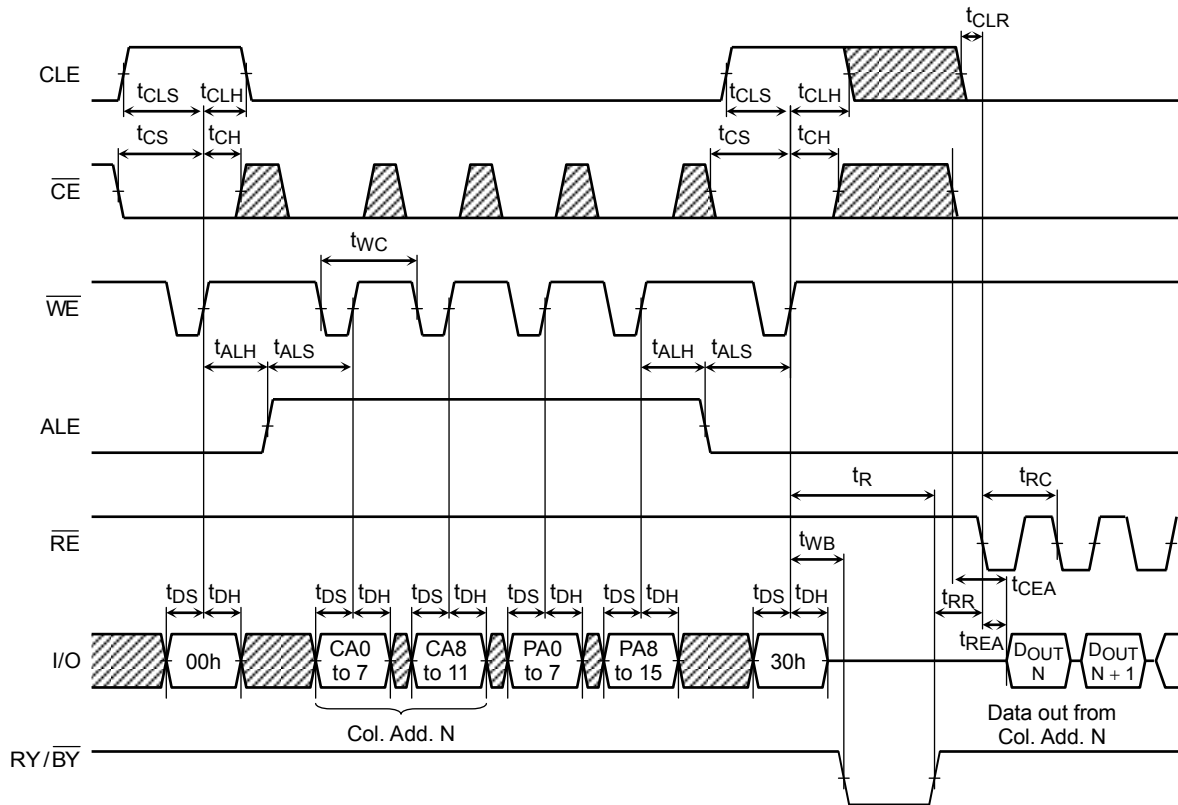 tCLR
CLE
tCLS tCLH tCLS tCLH
tCS tCH tCS tCH
CE
tWC
WE
tALH tALS tALH tALS
ALE
tR tRC
RE
tWB
tDS tDH tDS tDH tDS tDH tDS tDH tDS tDH tDS tDH tRR tCEA
tREA
I/O 00h CA0 to 7 CA8 to 11 PA0 to 7 PA8 to 15 30h DOUT N DOUT N + 1
Col. Add. N
Data out from
Col. Add. N
RY / BY